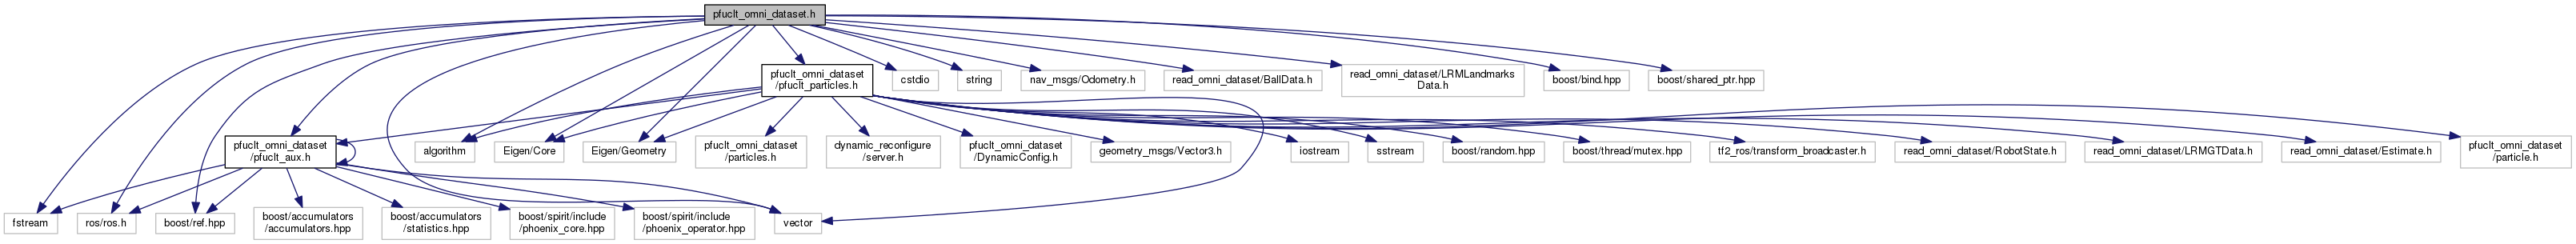 pfuclt_omni_dataset.h
pfuclt_omni_dataset
/pfuclt_particles.h
cstdio
string
nav_msgs/Odometry.h
read_omni_dataset/BallData.h
read_omni_dataset/LRMLandmarks
Data.h
boost/bind.hpp
boost/shared_ptr.hpp
pfuclt_omni_dataset
/pfuclt_aux.h
algorithm
Eigen/Core
Eigen/Geometry
pfuclt_omni_dataset
/particles.h
dynamic_reconfigure
/server.h
pfuclt_omni_dataset
/DynamicConfig.h
geometry_msgs/Vector3.h
iostream
sstream
boost/random.hpp
boost/thread/mutex.hpp
tf2_ros/transform_broadcaster.h
read_omni_dataset/RobotState.h
read_omni_dataset/LRMGTData.h
read_omni_dataset/Estimate.h
pfuclt_omni_dataset
/particle.h
fstream
ros/ros.h
boost/ref.hpp
boost/accumulators
/accumulators.hpp
boost/accumulators
/statistics.hpp
boost/spirit/include
/phoenix_core.hpp
boost/spirit/include
/phoenix_operator.hpp
vector